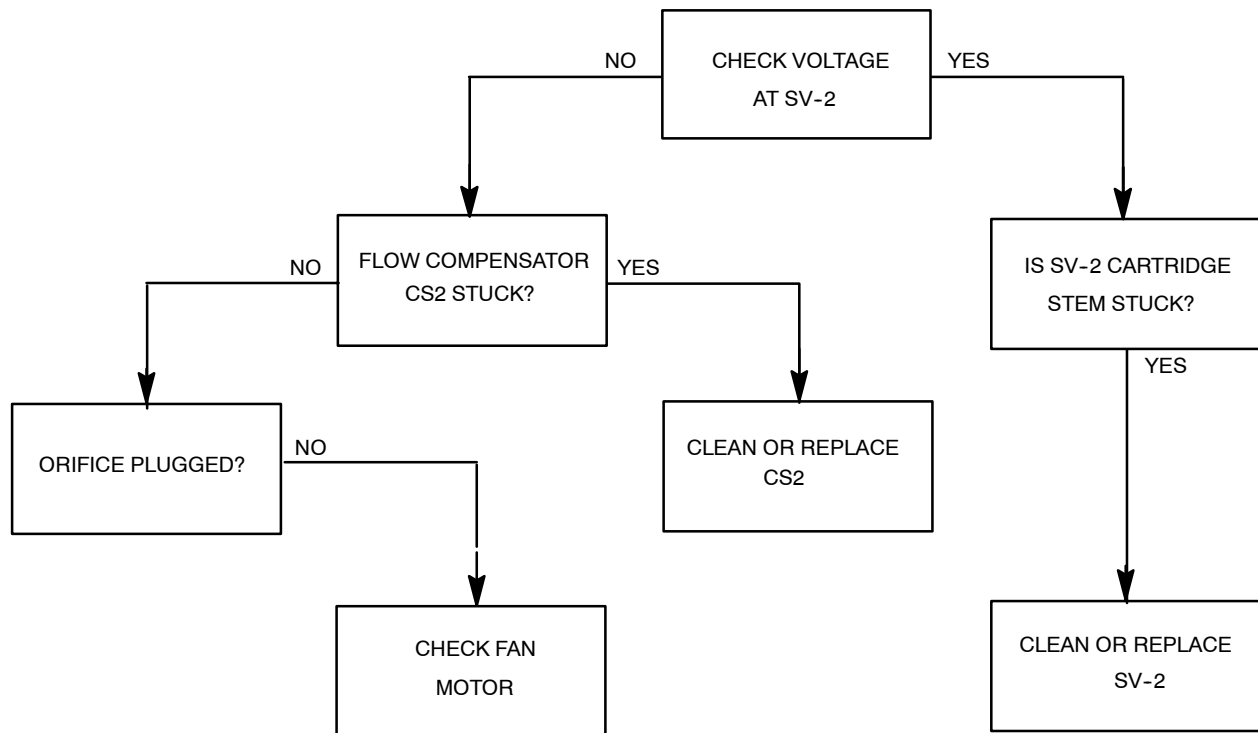 NO
CHECK VOLTAGE
AT SV-2
YES
NO
FLOW COMPENSATOR
CS2 STUCK?
YES
IS SV-2 CARTRIDGE
STEM STUCK?
YES
ORIFICE PLUGGED?
NO
CLEAN OR REPLACE
CS2
CHECK FAN
MOTOR
CLEAN OR REPLACE
SV-2